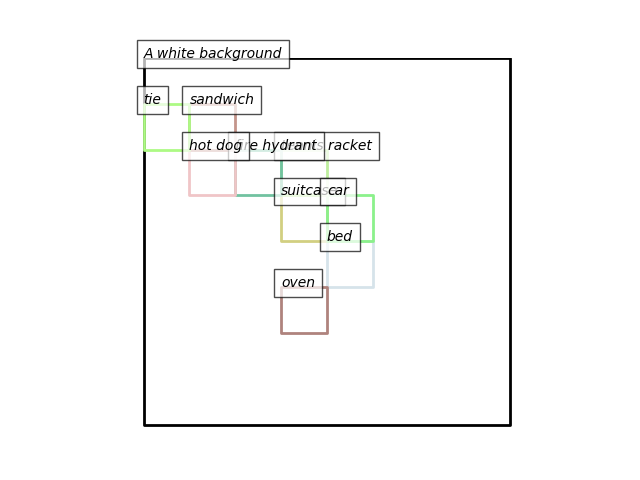 A white background
tie
sandwich
hot dog
fire hydrant
tennis racket
suitcase
car
bed
oven